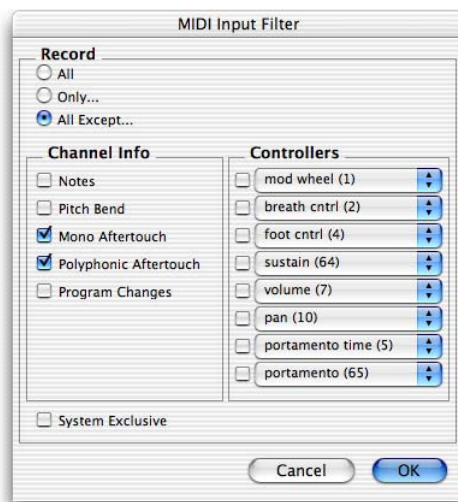 MIDI Input Filter
Record
All
Only...
All Except...
Channel Info
Notes
Pitch Bend
Mono Aftertouch
Polyphonic Aftertouch
Program Changes
Controllers
mod wheel (1)
breath cntrl (2)
foot cntrl (4)
sustain (64)
volume (7)
pan (10)
portamento time (5)
portamento (65)
System Exclusive
Cancel
OK